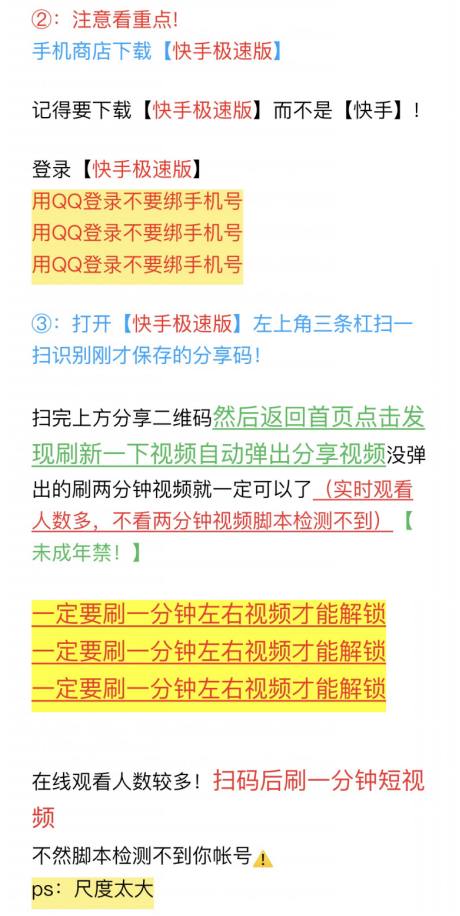 ②：注意看重点！
手机商店下载【快手极速版】
记得要下载【快手极速版】而不是【快手】！
登录【快手极速版】
用QQ登录不要绑手机号
用QQ登录不要绑手机号
用QQ登录不要绑手机号
③：打开【快手极速版】左上角三条杠扫一
扫识别刚才保存的分享码！
扫完上方分享二维码然后返回首页点击发
现刷新一下视频自动弹出分享视频没弹
出的刷两分钟视频就一定可以了（实时观看
人数多，不看两分钟视频脚本检测不到）【
未成年禁！】
一定要刷一分钟左右视频才能解锁
一定要刷一分钟左右视频才能解锁
一定要刷一分钟左右视频才能解锁
在线观看人数较多！扫码后刷一分钟短视
频
不然脚本检测不到你帐号⚠️
ps：尺度太大